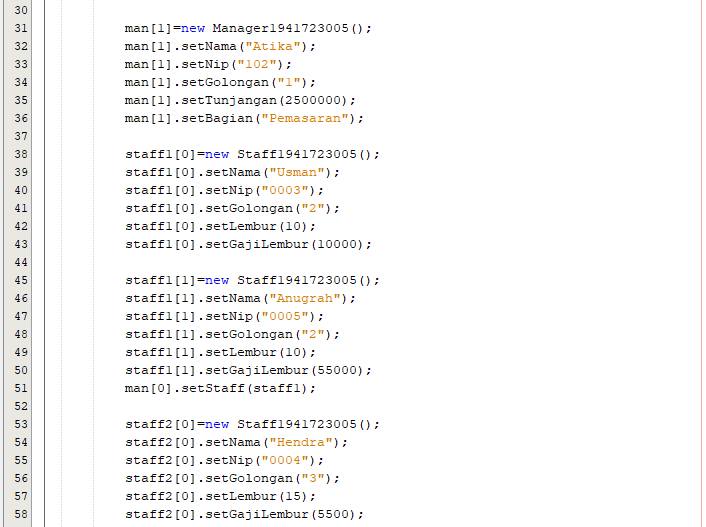 30
31 man[1]=new Manager1941723005();
32 man[1].setNama("Atika");
33 man[1].setNip("102");
34 man[1].setGolongan("1");
35 man[1].setTunjangan(2500000);
36 man[1].setBagian("Pemasaran");
37
38 staff1[0]=new Staff1941723005();
39 staff1[0].setNama("Usman");
40 staff1[0].setNip("0003");
41 staff1[0].setGolongan("2");
42 staff1[0].setLembur(10);
43 staff1[0].setGajiLembur(10000);
44
45 staff1[1]=new Staff1941723005();
46 staff1[1].setNama("Anugrah");
47 staff1[1].setNip("0005");
48 staff1[1].setGolongan("2");
49 staff1[1].setLembur(10);
50 staff1[1].setGajiLembur(55000);
51 man[0].setStaff(staff1);
52
53 staff2[0]=new Staff1941723005();
54 staff2[0].setNama("Hendra");
55 staff2[0].setNip("0004");
56 staff2[0].setGolongan("3");
57 staff2[0].setLembur(15);
58 staff2[0].setGajiLembur(5500);